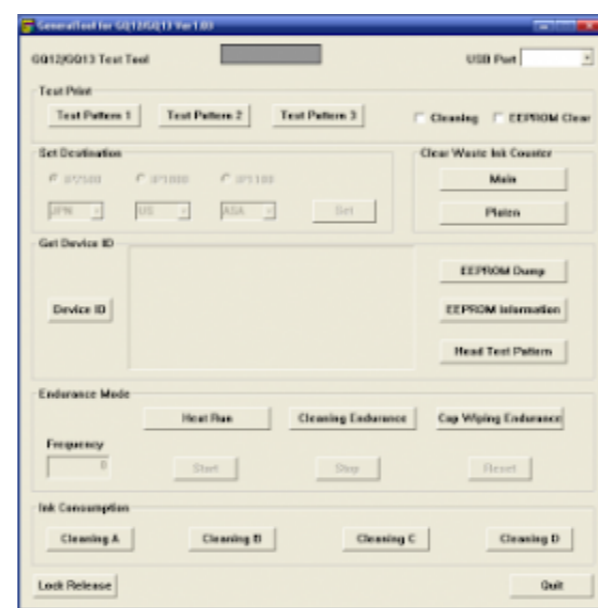 GeneralTool for GQ12/GQ13 Ver1.03
GQ12/GQ13 Test Tool
USB Port
Test Print
Test Pattern 1 Test Pattern 2 Test Pattern 3 Cleaning EEPROM Clear
Set Destination
Clear Waste Ink Counter
Main
JPN US ASA Set
Platen
Get Device ID
EEPROM Dump
Device ID
EEPROM Information
Head Test Pattern
Endurance Mode
Heat Run Cleaning Endurance Cap Wiping Endurance
Frequency
0 Start Stop Reset
Ink Consumption
Cleaning A Cleaning B Cleaning C Cleaning D
Lock Release Quit